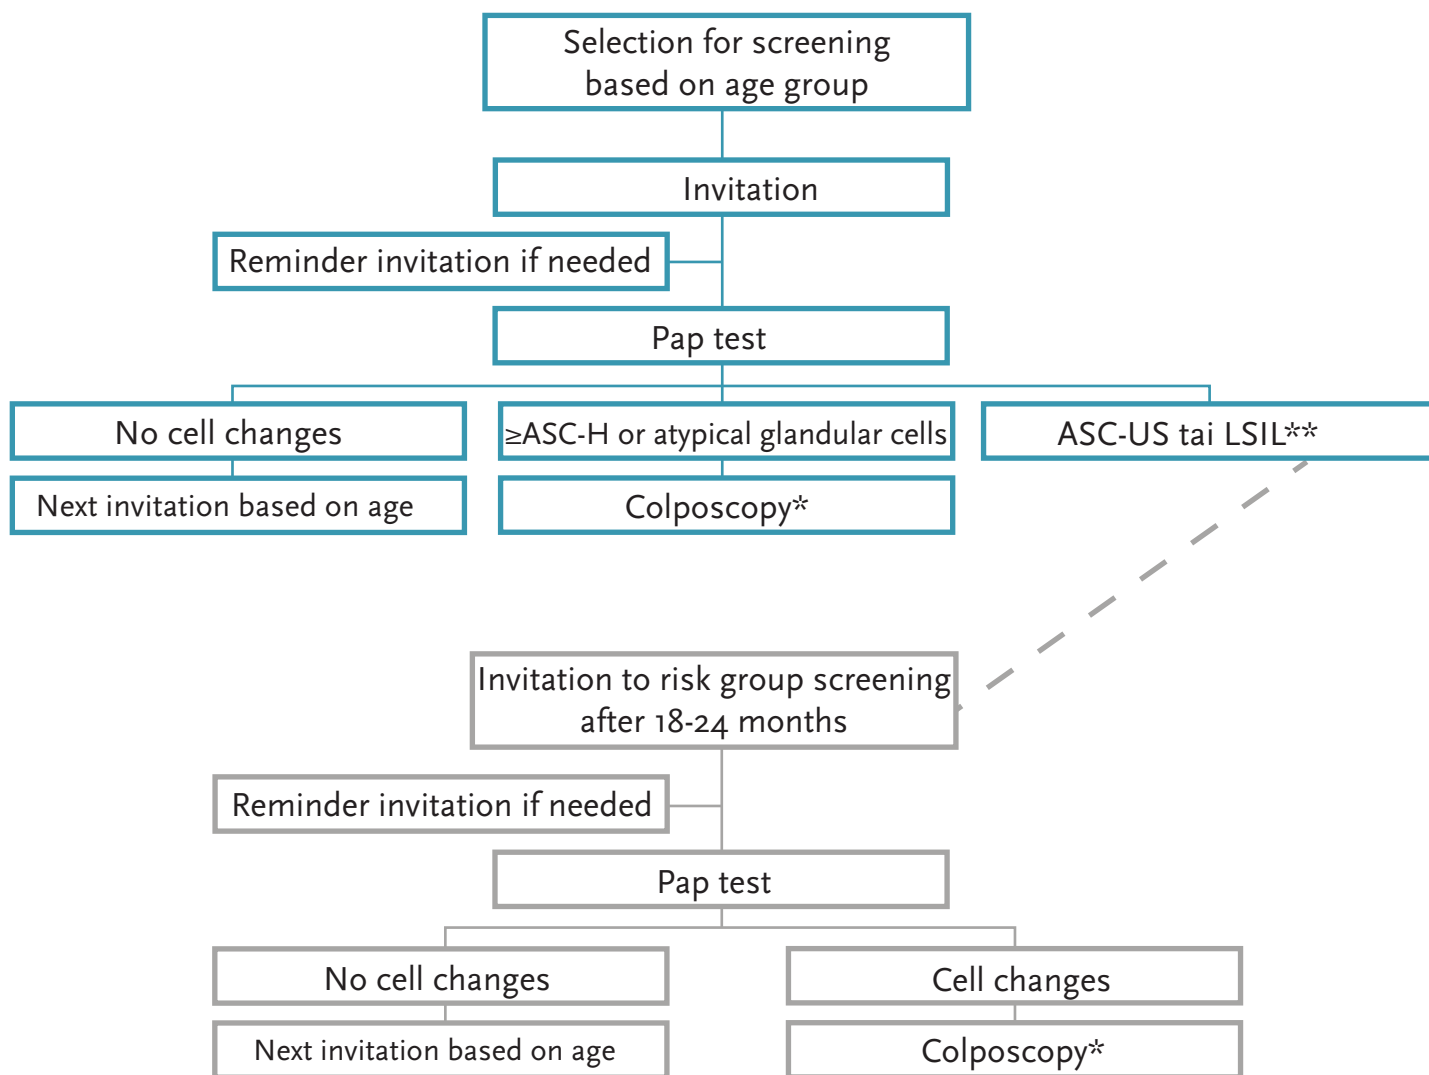 Selection for screening
based on age group
Invitation
Reminder invitation if needed
Pap test
No cell changes
≥ASC-H or atypical glandular cells
ASC-US tai LSIL**
Next invitation based on age
Colposcopy*
Invitation to risk group screening
after 18-24 months
Reminder invitation if needed
Pap test
No cell changes
Cell changes
Next invitation based on age
Colposcopy*